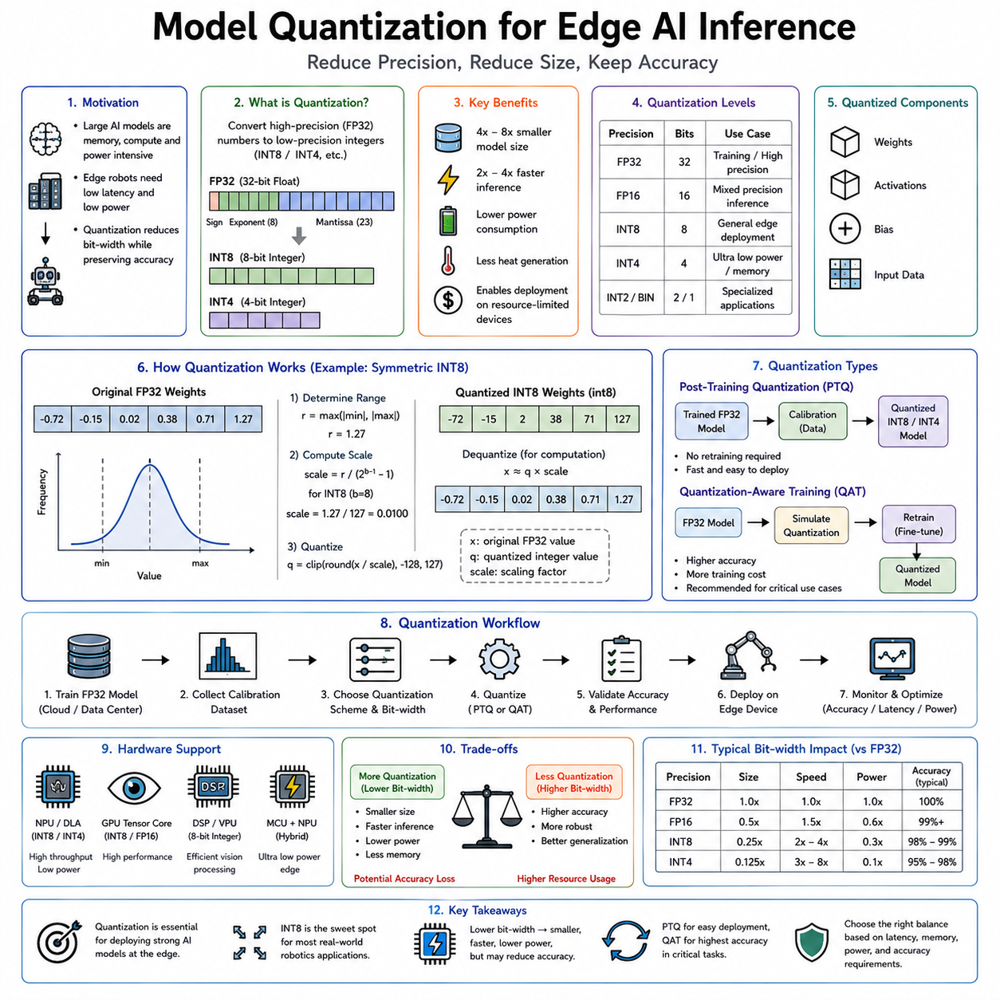 Model Quantization for Edge AI Inference
Reduce Precision, Reduce Size, Keep Accuracy
1. Motivation
• Large AI models are
memory, compute and
power intensive
• Edge robots need
low latency and
low power
• Quantization reduces
bit-width while
preserving accuracy
2. What is Quantization?
Convert high-precision (FP32)
numbers to low-precision integers
(INT8 / INT4, etc.)
FP32 (32-bit Float)
Sign Exponent (8) Mantissa (23)
INT8 (8-bit Integer)
INT4 (4-bit Integer)
3. Key Benefits
4x – 8x smaller
model size
2x – 4x faster
inference
Lower power
consumption
Less heat generation
$
Enables deployment
on resource-limited
devices
4. Quantization Levels
Precision Bits Use Case
FP32 32 Training / High
precision
FP16 16 Mixed precision
inference
INT8 8 General edge
deployment
INT4 4 Ultra low power
/ memory
INT2 / BIN 2 / 1 Specialized
applications
5. Quantized Components
Weights
Activations
Bias
Input Data
6. How Quantization Works (Example: Symmetric INT8)
Original FP32 Weights
-0.72 -0.15 0.02 0.38 0.71 1.27
Frequency
min max
Value
1) Determine Range
r = max(|min|, |max|)
r = 1.27
2) Compute Scale
scale = r / (2ᵇ⁻¹ – 1)
for INT8 (b=8)
scale = 1.27 / 127 = 0.0100
3) Quantize
q = clip(round(x / scale), -128, 127)
Quantized INT8 Weights (int8)
-72 -15 2 38 71 127
Dequantize (for computation)
x ≈ q × scale
-0.72 -0.15 0.02 0.38 0.71 1.27
x: original FP32 value
q: quantized integer value
scale: scaling factor
7. Quantization Types
Post-Training Quantization (PTQ)
Trained FP32
Model
Calibration
(Data)
Quantized
INT8 / INT4
Model
• No retraining required
• Fast and easy to deploy
Quantization-Aware Training (QAT)
FP32 Model
Simulate
Quantization
Retrain
(Fine-tune)
Quantized
Model
• Higher accuracy
• More training cost
• Recommended for critical use cases
8. Quantization Workflow
1. Train FP32 Model
(Cloud / Data Center)
2. Collect Calibration
Dataset
3. Choose Quantization
Scheme & Bit-width
4. Quantize
(PTQ or QAT)
5. Validate Accuracy
& Performance
6. Deploy on
Edge Device
7. Monitor & Optimize
(Accuracy / Latency / Power)
9. Hardware Support
NPU / DLA
(INT8 / INT4)
High throughput
Low power
GPU Tensor Core
(INT8 / FP16)
High performance
DSP
DSP / VPU
(8-bit Integer)
Efficient vision
processing
MCU + NPU
(Hybrid)
Ultra low power
edge
10. Trade-offs
More Quantization
(Lower Bit-width)
• Smaller size
• Faster inference
• Lower power
• Less memory
Potential Accuracy Loss
Less Quantization
(Higher Bit-width)
• Higher accuracy
• More robust
• Better generalization
Higher Resource Usage
11. Typical Bit-width Impact (vs FP32)
Precision Size Speed Power Accuracy
(typical)
FP32 1.0x 1.0x 1.0x 100%
FP16 0.5x 1.5x 0.6x 99%+
INT8 0.25x 2x – 4x 0.3x 98% – 99%
INT4 0.125x 3x – 8x 0.1x 95% – 98%
12. Key Takeaways
Quantization is essential
for deploying strong AI
models at the edge.
INT8 is the sweet spot
for most real-world
robotics applications.
Lower bit-width → smaller,
faster, lower power,
but may reduce accuracy.
PTQ for easy deployment,
QAT for highest accuracy
in critical tasks.
Choose the right balance
based on latency, memory,
power, and accuracy
requirements.